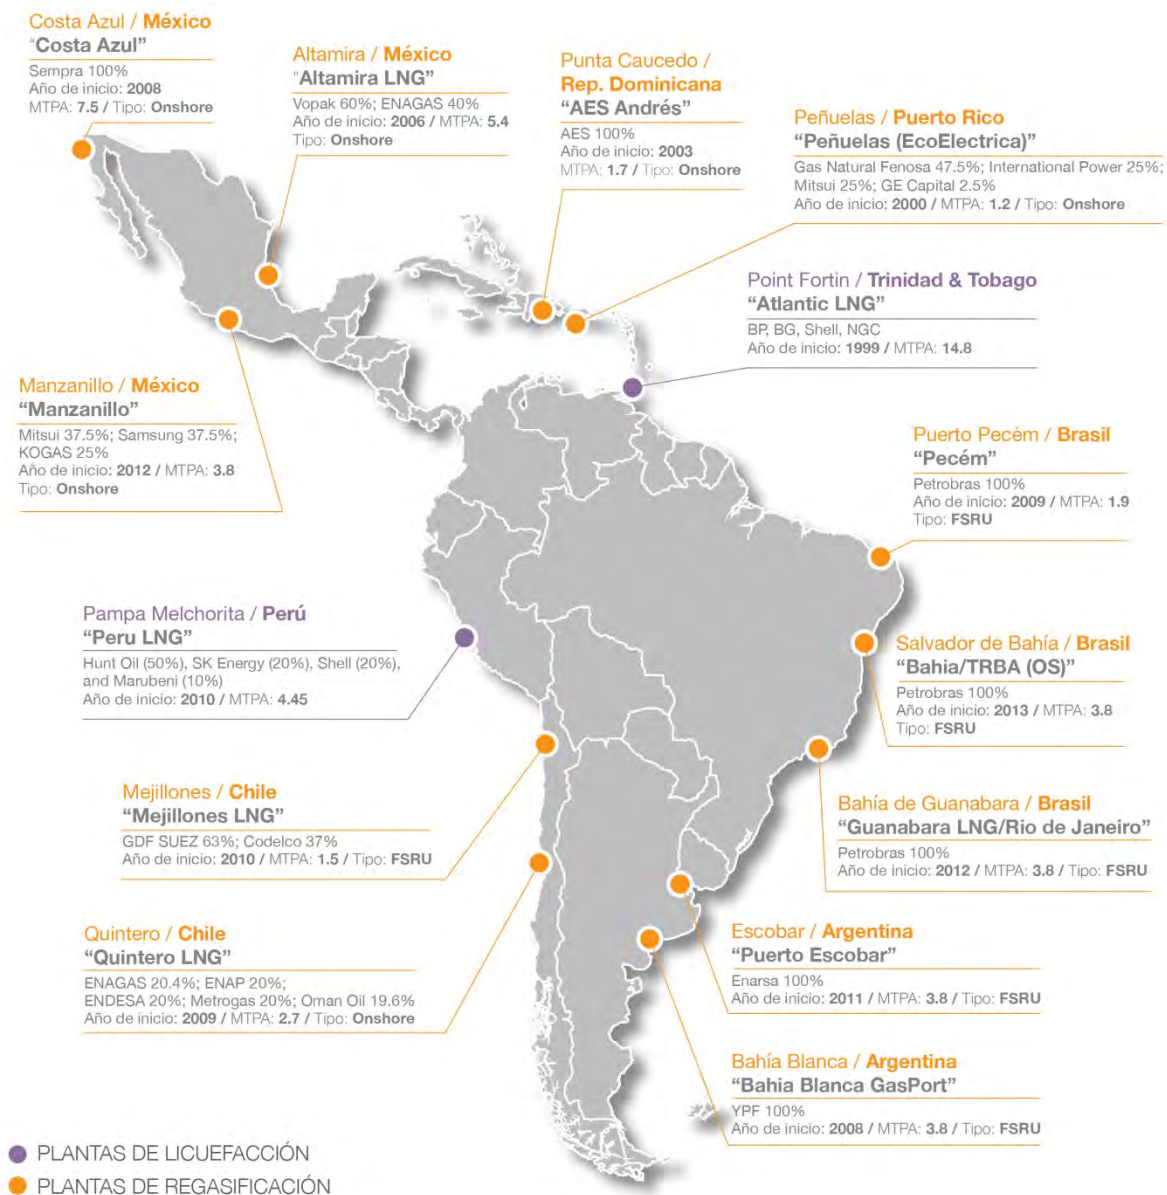 Costa Azul / México
"Costa Azul"
Sempra 100%
Año de inicio: 2008
MTPA: 7.5 / Tipo: Onshore
Altamira / México
"Altamira LNG"
Vopak 60%; ENAGAS 40%
Año de inicio: 2006 / MTPA: 5.4
Tipo: Onshore
Punta Caucedo /
Rep. Dominicana
"AES Andrés"
AES 100%
Año de inicio: 2003
MTPA: 1.7 / Tipo: Onshore
Peñuelas / Puerto Rico
"Peñuelas (EcoElectrica)"
Gas Natural Fenosa 47.5%; International Power 25%;
Mitsui 25%; GE Capital 2.5%
Año de inicio: 2000 / MTPA: 1.2 / Tipo: Onshore
Point Fortin / Trinidad & Tobago
"Atlantic LNG"
BP, BG, Shell, NGC
Año de inicio: 1999 / MTPA: 14.8
Manzanillo / México
"Manzanillo"
Mitsui 37.5%; Samsung 37.5%;
KOGAS 25%
Año de inicio: 2012 / MTPA: 3.8
Tipo: Onshore
Puerto Pecém / Brasil
"Pecém"
Petrobras 100%
Año de inicio: 2009 / MTPA: 1.9
Tipo: FSRU
Pampa Melchorita / Perú
"Peru LNG"
Hunt Oil (50%), SK Energy (20%), Shell (20%),
and Marubeni (10%)
Año de inicio: 2010 / MTPA: 4.45
Salvador de Bahía / Brasil
"Bahia/TRBA (OS)"
Petrobras 100%
Año de inicio: 2013 / MTPA: 3.8
Tipo: FSRU
Mejillones / Chile
"Mejillones LNG"
GDF SUEZ 63%; Codelco 37%
Año de inicio: 2010 / MTPA: 1.5 / Tipo: FSRU
Bahía de Guanabara / Brasil
"Guanabara LNG/Rio de Janeiro"
Petrobras 100%
Año de inicio: 2012 / MTPA: 3.8 / Tipo: FSRU
Quintero / Chile
"Quintero LNG"
ENAGAS 20.4%; ENAP 20%;
ENDESA 20%; Metrogas 20%; Oman Oil 19.6%
Año de inicio: 2009 / MTPA: 2.7 / Tipo: Onshore
Escobar / Argentina
"Puerto Escobar"
Enarsa 100%
Año de inicio: 2011 / MTPA: 3.8 / Tipo: FSRU
Bahía Blanca / Argentina
"Bahia Blanca GasPort"
YPF 100%
Año de inicio: 2008 / MTPA: 3.8 / Tipo: FSRU
PLANTAS DE LICUEFACCIÓN
PLANTAS DE REGASIFICACIÓN